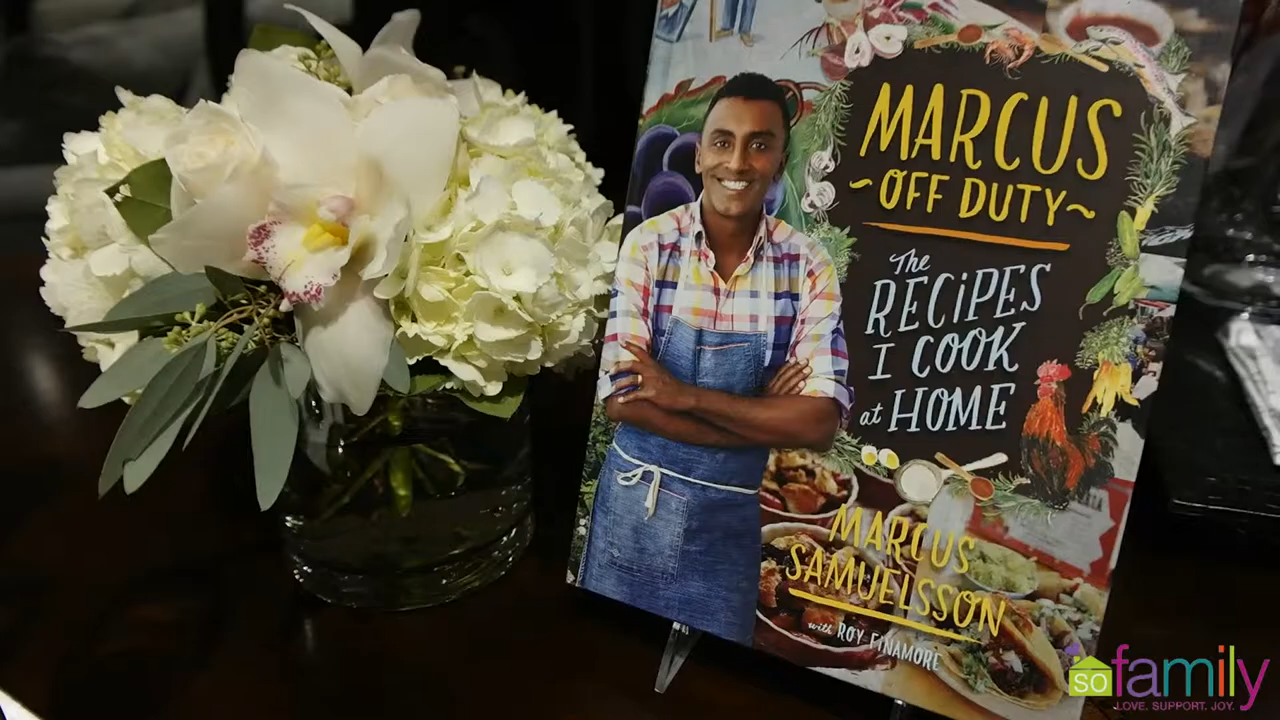 MARCUS
~OFF DUTY~
The
RECIPES
I COOK
at HOME
MARCUS
SAMUELSSON
with ROY FINAMORE
so family
LOVE. SUPPORT. JOY.